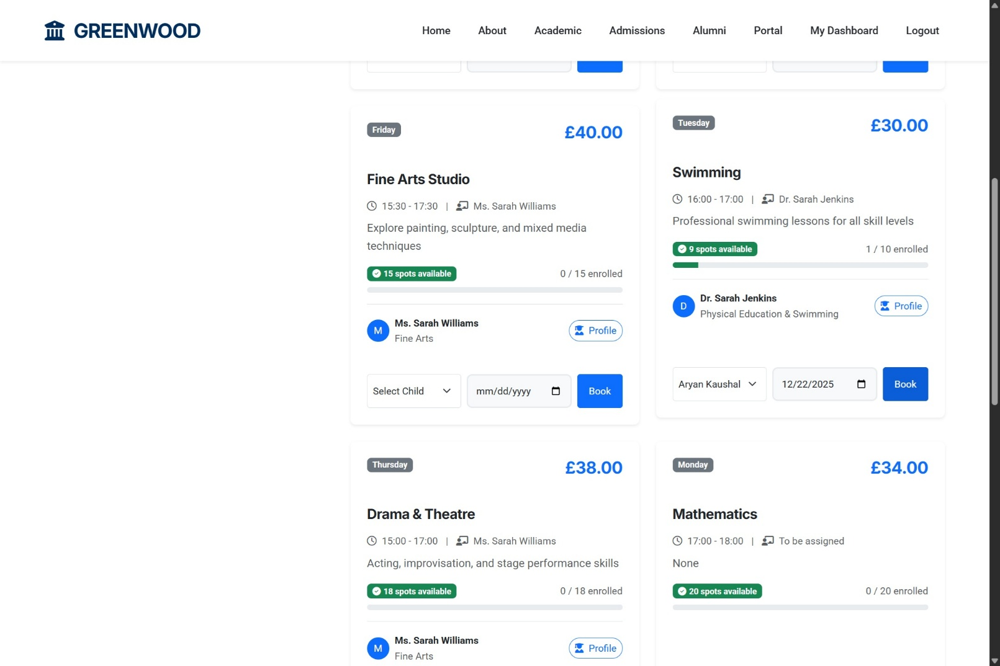 GREENWOOD
Home
About
Academic
Admissions
Alumni
Portal
My Dashboard
Logout
Friday
£40.00
Fine Arts Studio
15:30 - 17:30 | Ms. Sarah Williams
Explore painting, sculpture, and mixed media
techniques
15 spots available
0 / 15 enrolled
M
Ms. Sarah Williams
Fine Arts
Profile
Select Child
mm/dd/yyyy
Book
Tuesday
£30.00
Swimming
16:00 - 17:00 | Dr. Sarah Jenkins
Professional swimming lessons for all skill levels
9 spots available
1 / 10 enrolled
D
Dr. Sarah Jenkins
Physical Education & Swimming
Profile
Aryan Kaushal
12/22/2025
Book
Thursday
£38.00
Drama & Theatre
15:00 - 17:00 | Ms. Sarah Williams
Acting, improvisation, and stage performance skills
18 spots available
0 / 18 enrolled
M
Ms. Sarah Williams
Fine Arts
Profile
Monday
£34.00
Mathematics
17:00 - 18:00 | To be assigned
None
20 spots available
0 / 20 enrolled